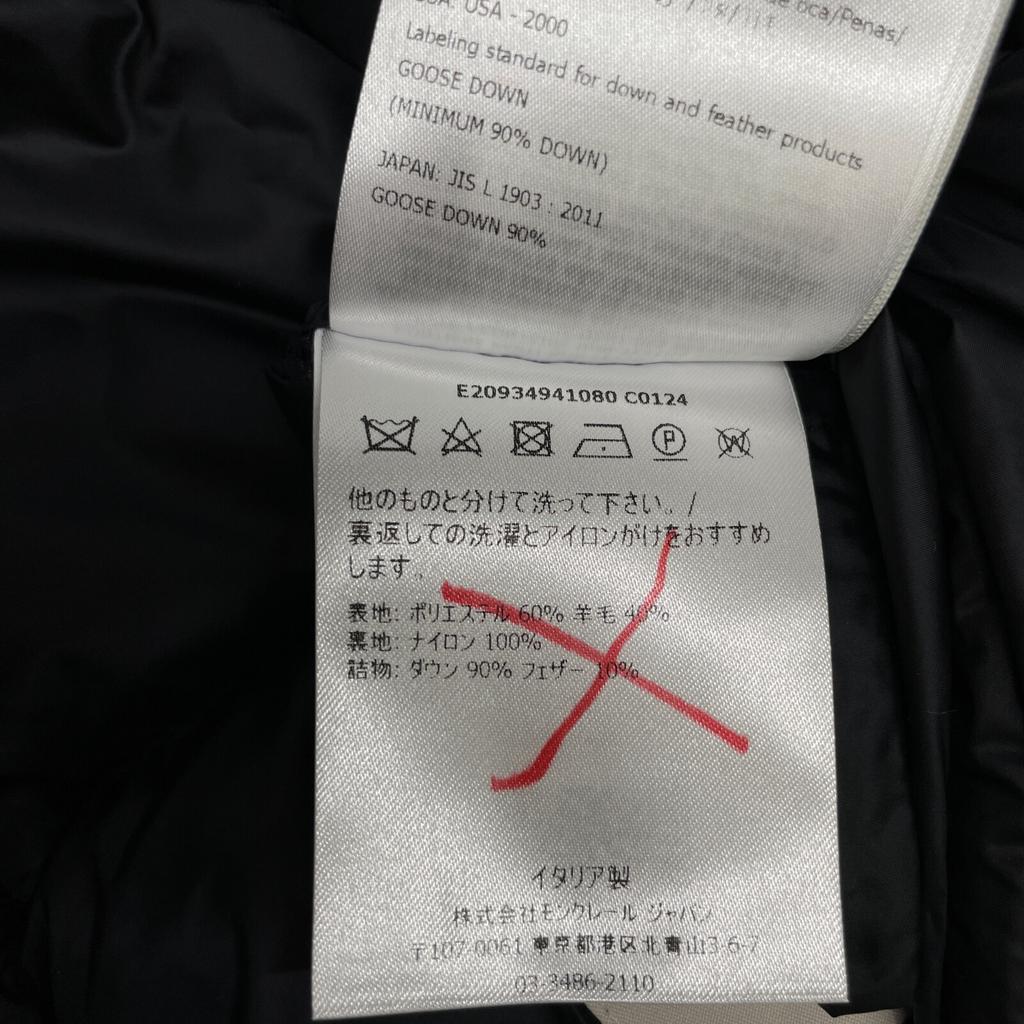 USA - 2000
oca/Penas/
Labeling standard for down and feather products
GOOSE DOWN
(MINIMUM 90% DOWN)
JAPAN: JIS L 1903 : 2011
GOOSE DOWN 90%
E20934941080 C0124
他のものと分けて洗って下さい。/
裏返しての洗濯とアイロンがけをおすすめ
します。
表地: ポリエステル 60% 羊毛 40%
裏地: ナイロン 100%
詰物: ダウン 90% フェザー 10%
イタリア製
株式会社モンクレール ジャパン
〒107-0061 東京都港区北青山3-6-7
03-3486-2110